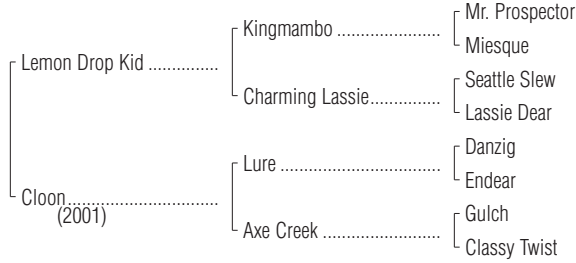 Mr. Prospector
Kingmambo ....................
Miesque
Lemon Drop Kid ..............
Seattle Slew
Charming Lassie..............
Lassie Dear
Danzig
Lure ................................
Endear
Cloon..............................
(2001)
Gulch
Axe Creek .......................
Classy Twist